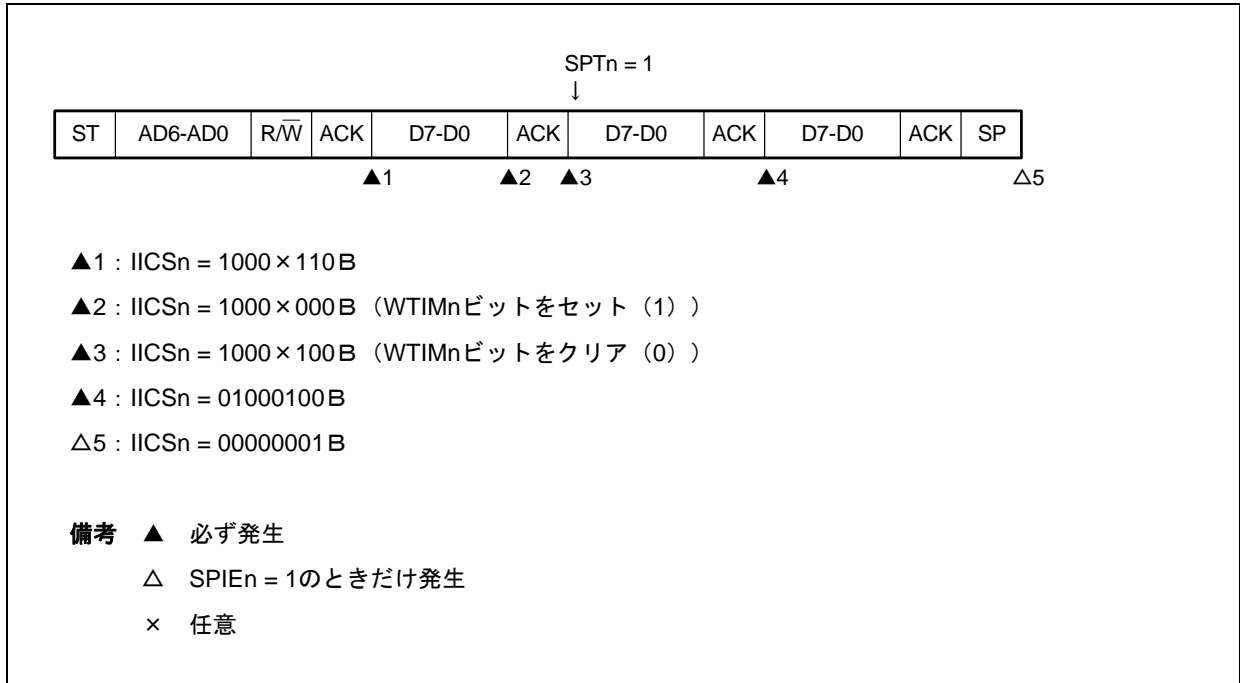 SPTn = 1
↓
ST AD6-AD0 R/W̅ ACK D7-D0 ACK D7-D0 ACK D7-D0 ACK SP
▲1 ▲2 ▲3 ▲4 △5
▲1：IICSn = 1000×110B
▲2：IICSn = 1000×000B（WTIMnビットをセット（1））
▲3：IICSn = 1000×100B（WTIMnビットをクリア（0））
▲4：IICSn = 01000100B
△5：IICSn = 00000001B
備考 ▲ 必ず発生
△ SPIEn = 1のときだけ発生
× 任意